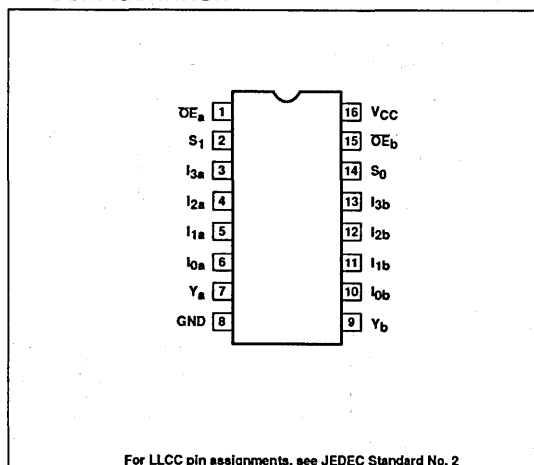 OE̅a 1 16 VCC
S1 2 15 OE̅b
I3a 3 14 S0
I2a 4 13 I3b
I1a 5 12 I2b
I0a 6 11 I1b
Ya 7 10 I0b
GND 8 9 Yb
For LLCC pin assignments, see JEDEC Standard No. 2